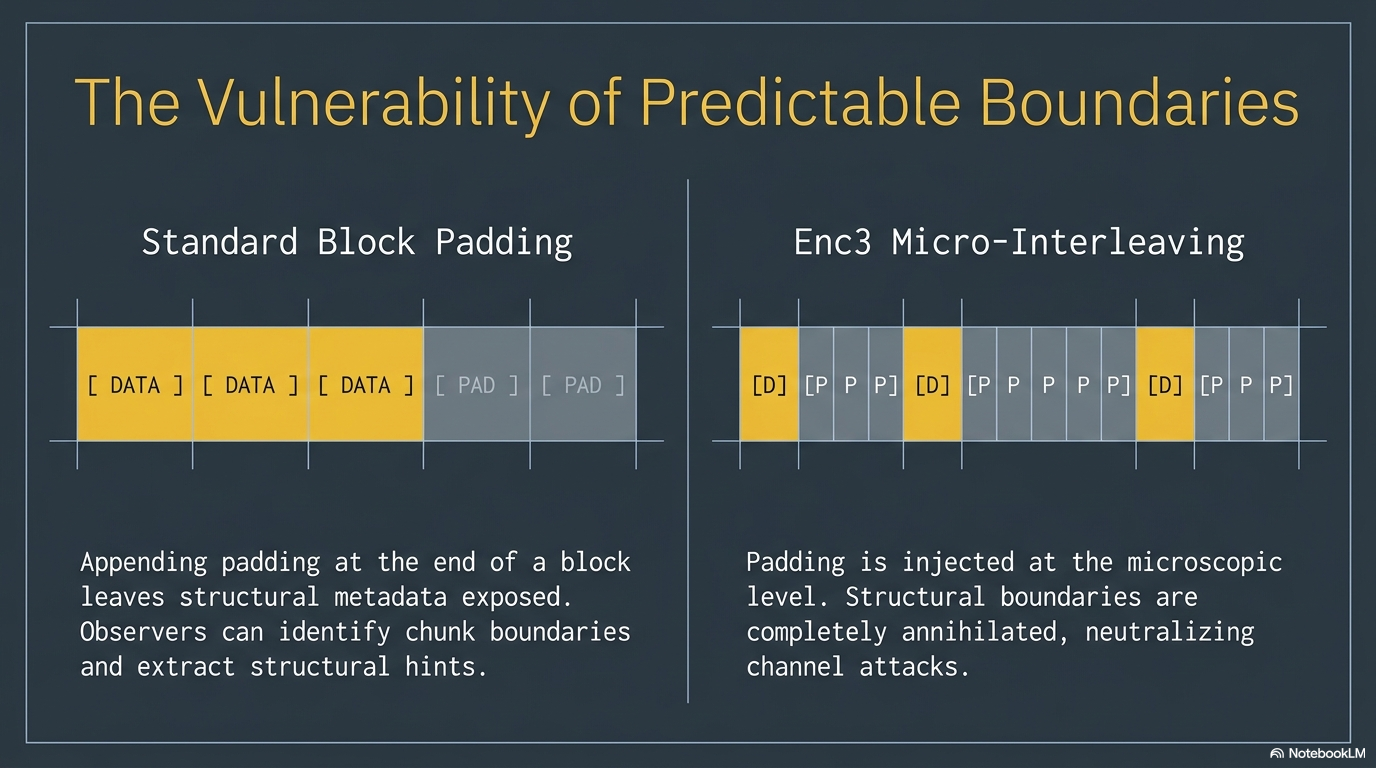 The Vulnerability of Predictable Boundaries
Standard Block Padding
[ DATA ] [ DATA ] [ DATA ] [ PAD ] [ PAD ]
Appending padding at the end of a block
leaves structural metadata exposed.
Observers can identify chunk boundaries
and extract structural hints.
Enc3 Micro-Interleaving
[D] [P P P] [D] [P P P P P] [D] [P P P]
Padding is injected at the microscopic
level. Structural boundaries are
completely annihilated, neutralizing
channel attacks.
NotebookLM